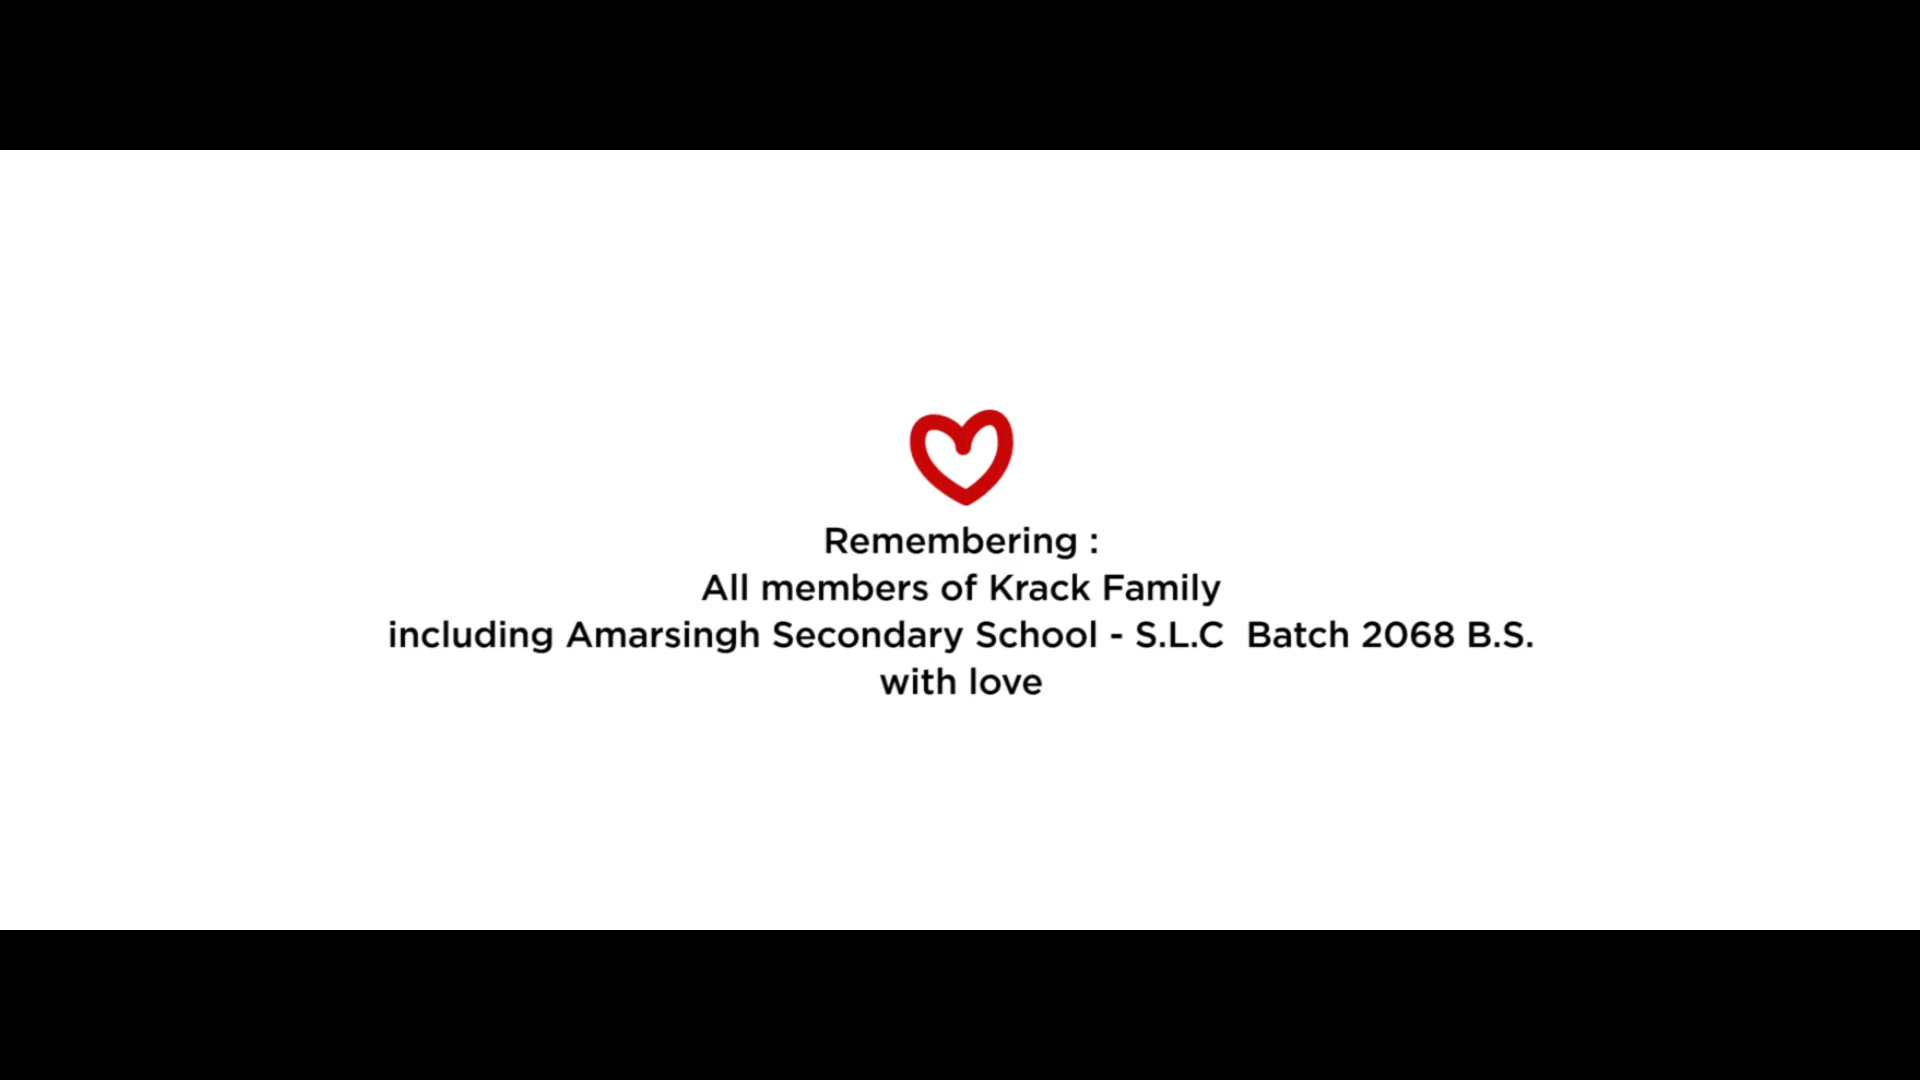 Remembering :
All members of Krack Family
including Amarsingh Secondary School - S.L.C  Batch 2068 B.S.
with love